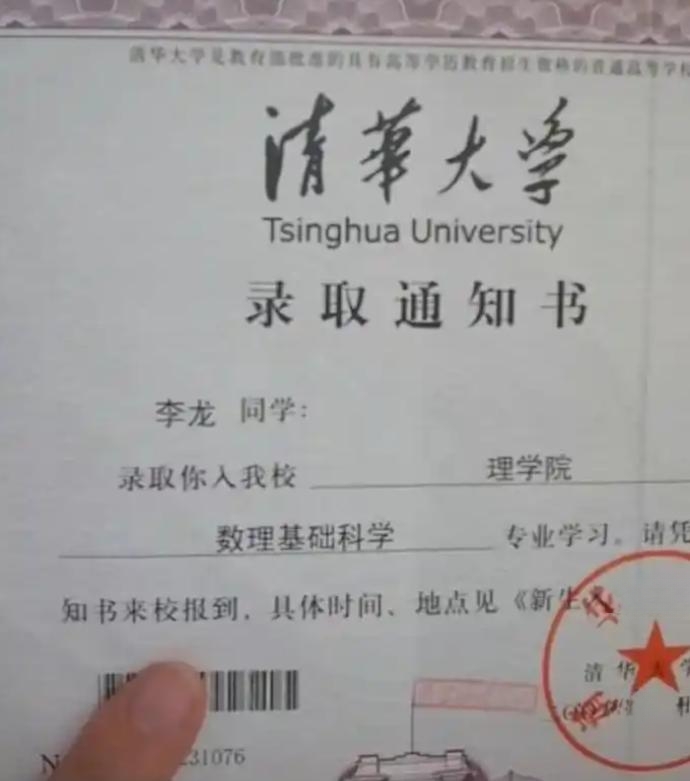 清华大学是教育部批准的具有高等学历教育招生资格的普通高等学校
清华大学
Tsinghua University
录取通知书
李龙 同学：
录取你入我校 理学院
数理基础科学 专业学习。请凭
知书来校报到，具体时间、地点见《新生
清华大学
N 231076